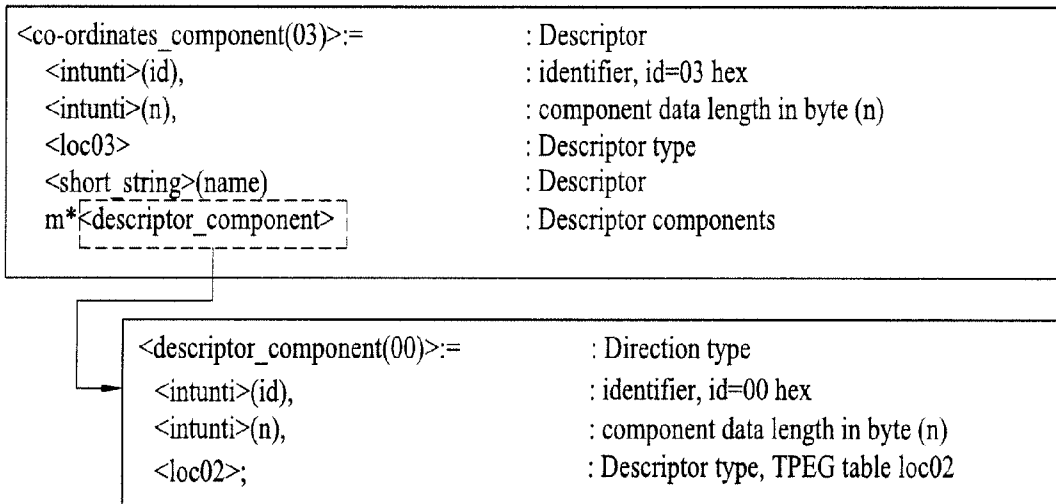 <co-ordinates_component(03)>:= : Descriptor
<intunti>(id), : identifier, id=03 hex
<intunti>(n), : component data length in byte (n)
<loc03> : Descriptor type
<short_string>(name) : Descriptor
m*<descriptor_component> : Descriptor components
<descriptor_component(00)>:= : Direction type
<intunti>(id), : identifier, id=00 hex
<intunti>(n), : component data length in byte (n)
<loc02>; : Descriptor type, TPEG table loc02